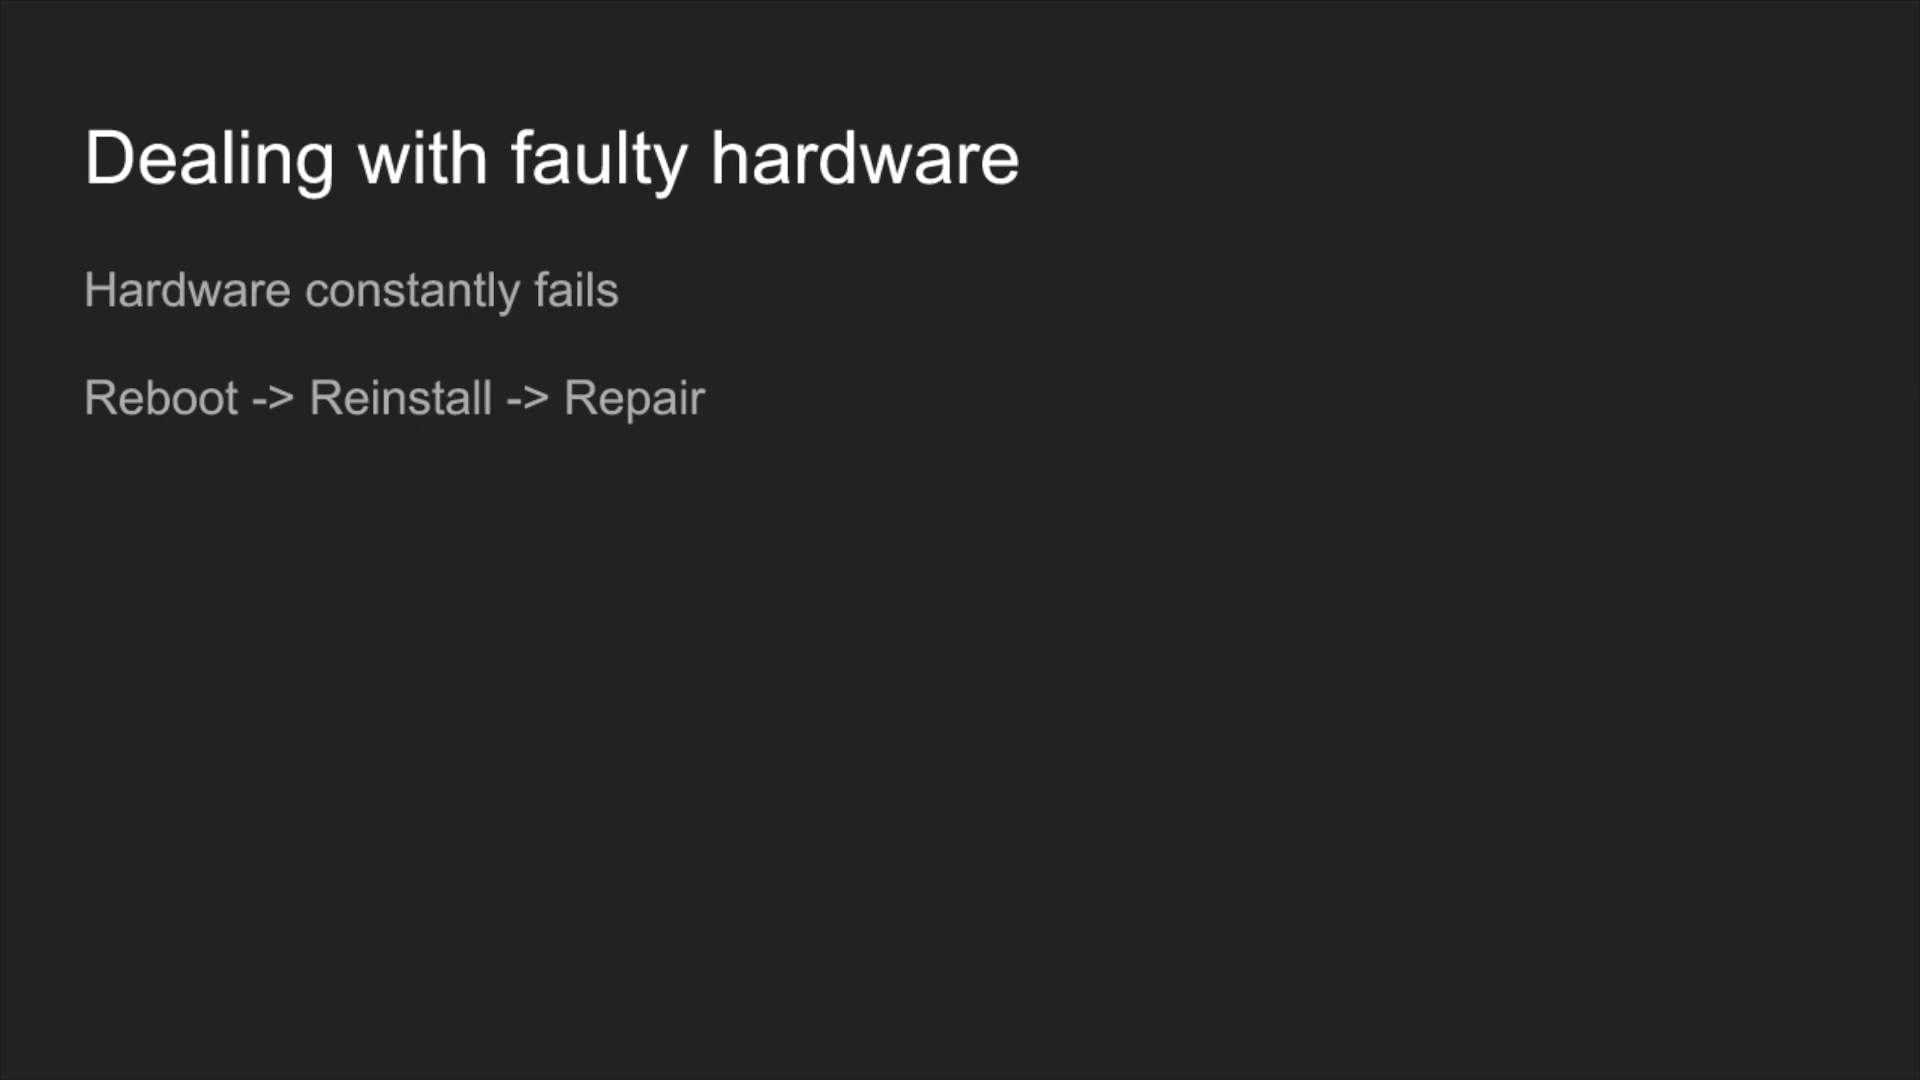 Dealing with faulty hardware
Hardware constantly fails
Reboot -> Reinstall -> Repair